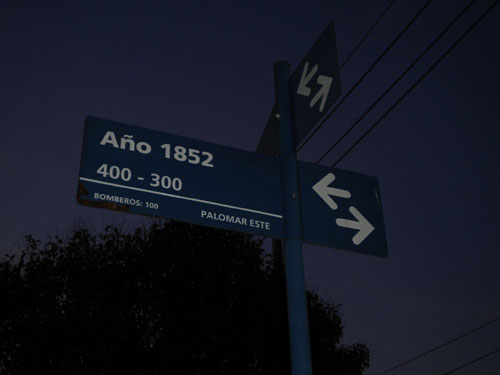 Año 1852
400 - 300
BOMBEROS: 100
PALOMAR ESTE